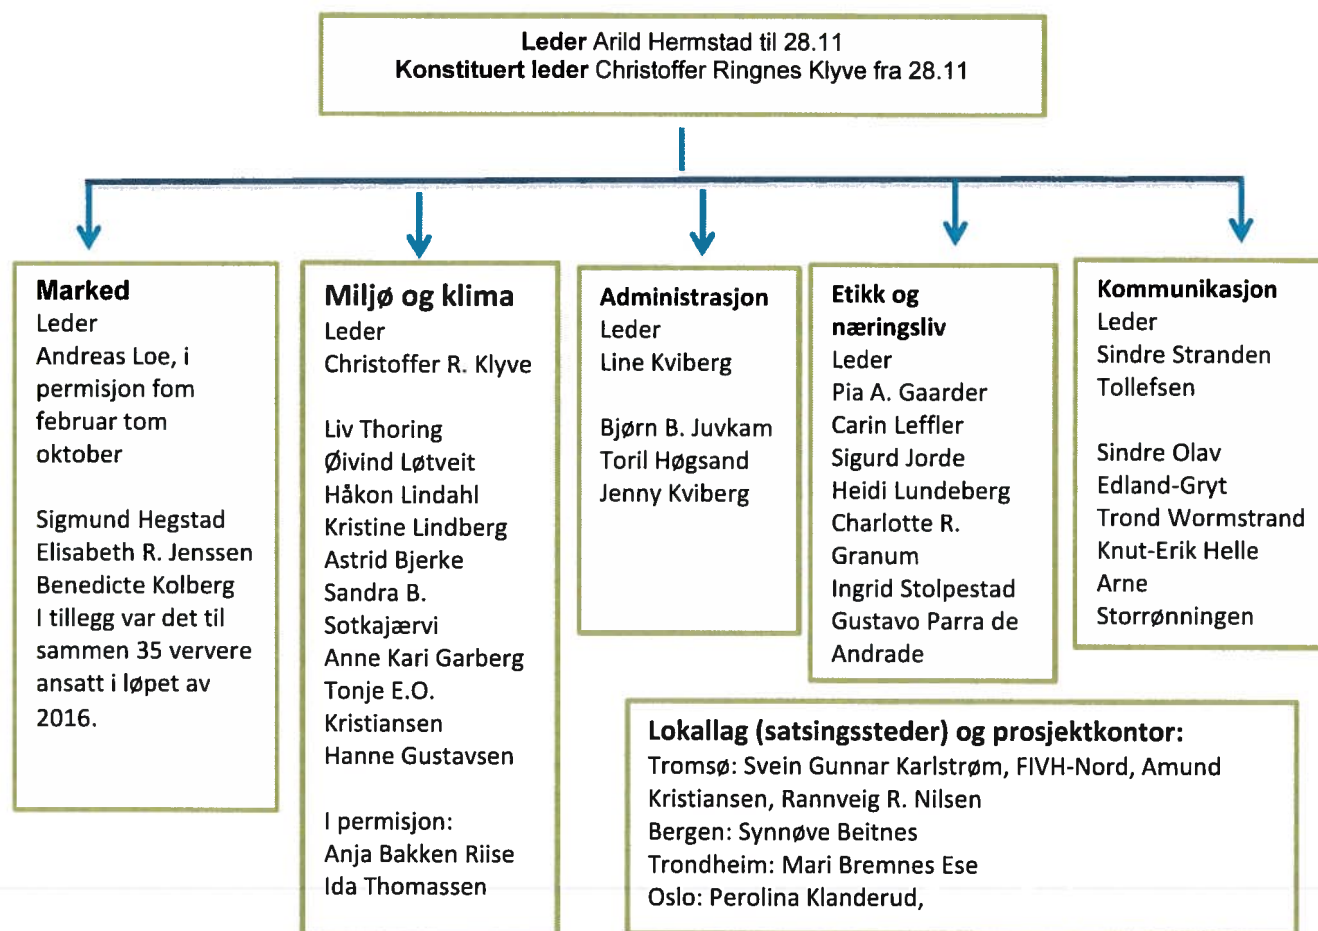 Leder Arild Hermstad til 28.11
Konstituert leder Christoffer Ringnes Klyve fra 28.11
Marked
Leder
Andreas Loe, i
permisjon fom
februar tom
oktober
Sigmund Hegstad
Elisabeth R. Jenssen
Benedicte Kolberg
I tillegg var det til
sammen 35 ververe
ansatt i løpet av
2016.
Miljø og klima
Leder
Christoffer R. Klyve
Liv Thoring
Øivind Løtveit
Håkon Lindahl
Kristine Lindberg
Astrid Bjerke
Sandra B.
Sotkajærvi
Anne Kari Garberg
Tonje E.O.
Kristiansen
Hanne Gustavsen
I permisjon:
Anja Bakken Riise
Ida Thomassen
Administrasjon
Leder
Line Kviberg
Bjørn B. Juvkam
Toril Høgsand
Jenny Kviberg
Etikk og
næringsliv
Leder
Pia A. Gaarder
Carin Leffler
Sigurd Jorde
Heidi Lundeberg
Charlotte R.
Granum
Ingrid Stolpestad
Gustavo Parra de
Andrade
Kommunikasjon
Leder
Sindre Stranden
Tollefsen
Sindre Olav
Edland-Gryt
Trond Wormstrand
Knut-Erik Helle
Arne
Storrønningen
Lokallag (satsingssteder) og prosjektkontor:
Tromsø: Svein Gunnar Karlstrøm, FIVH-Nord, Amund
Kristiansen, Rannveig R. Nilsen
Bergen: Synnøve Beitnes
Trondheim: Mari Bremnes Ese
Oslo: Perolina Klanderud,